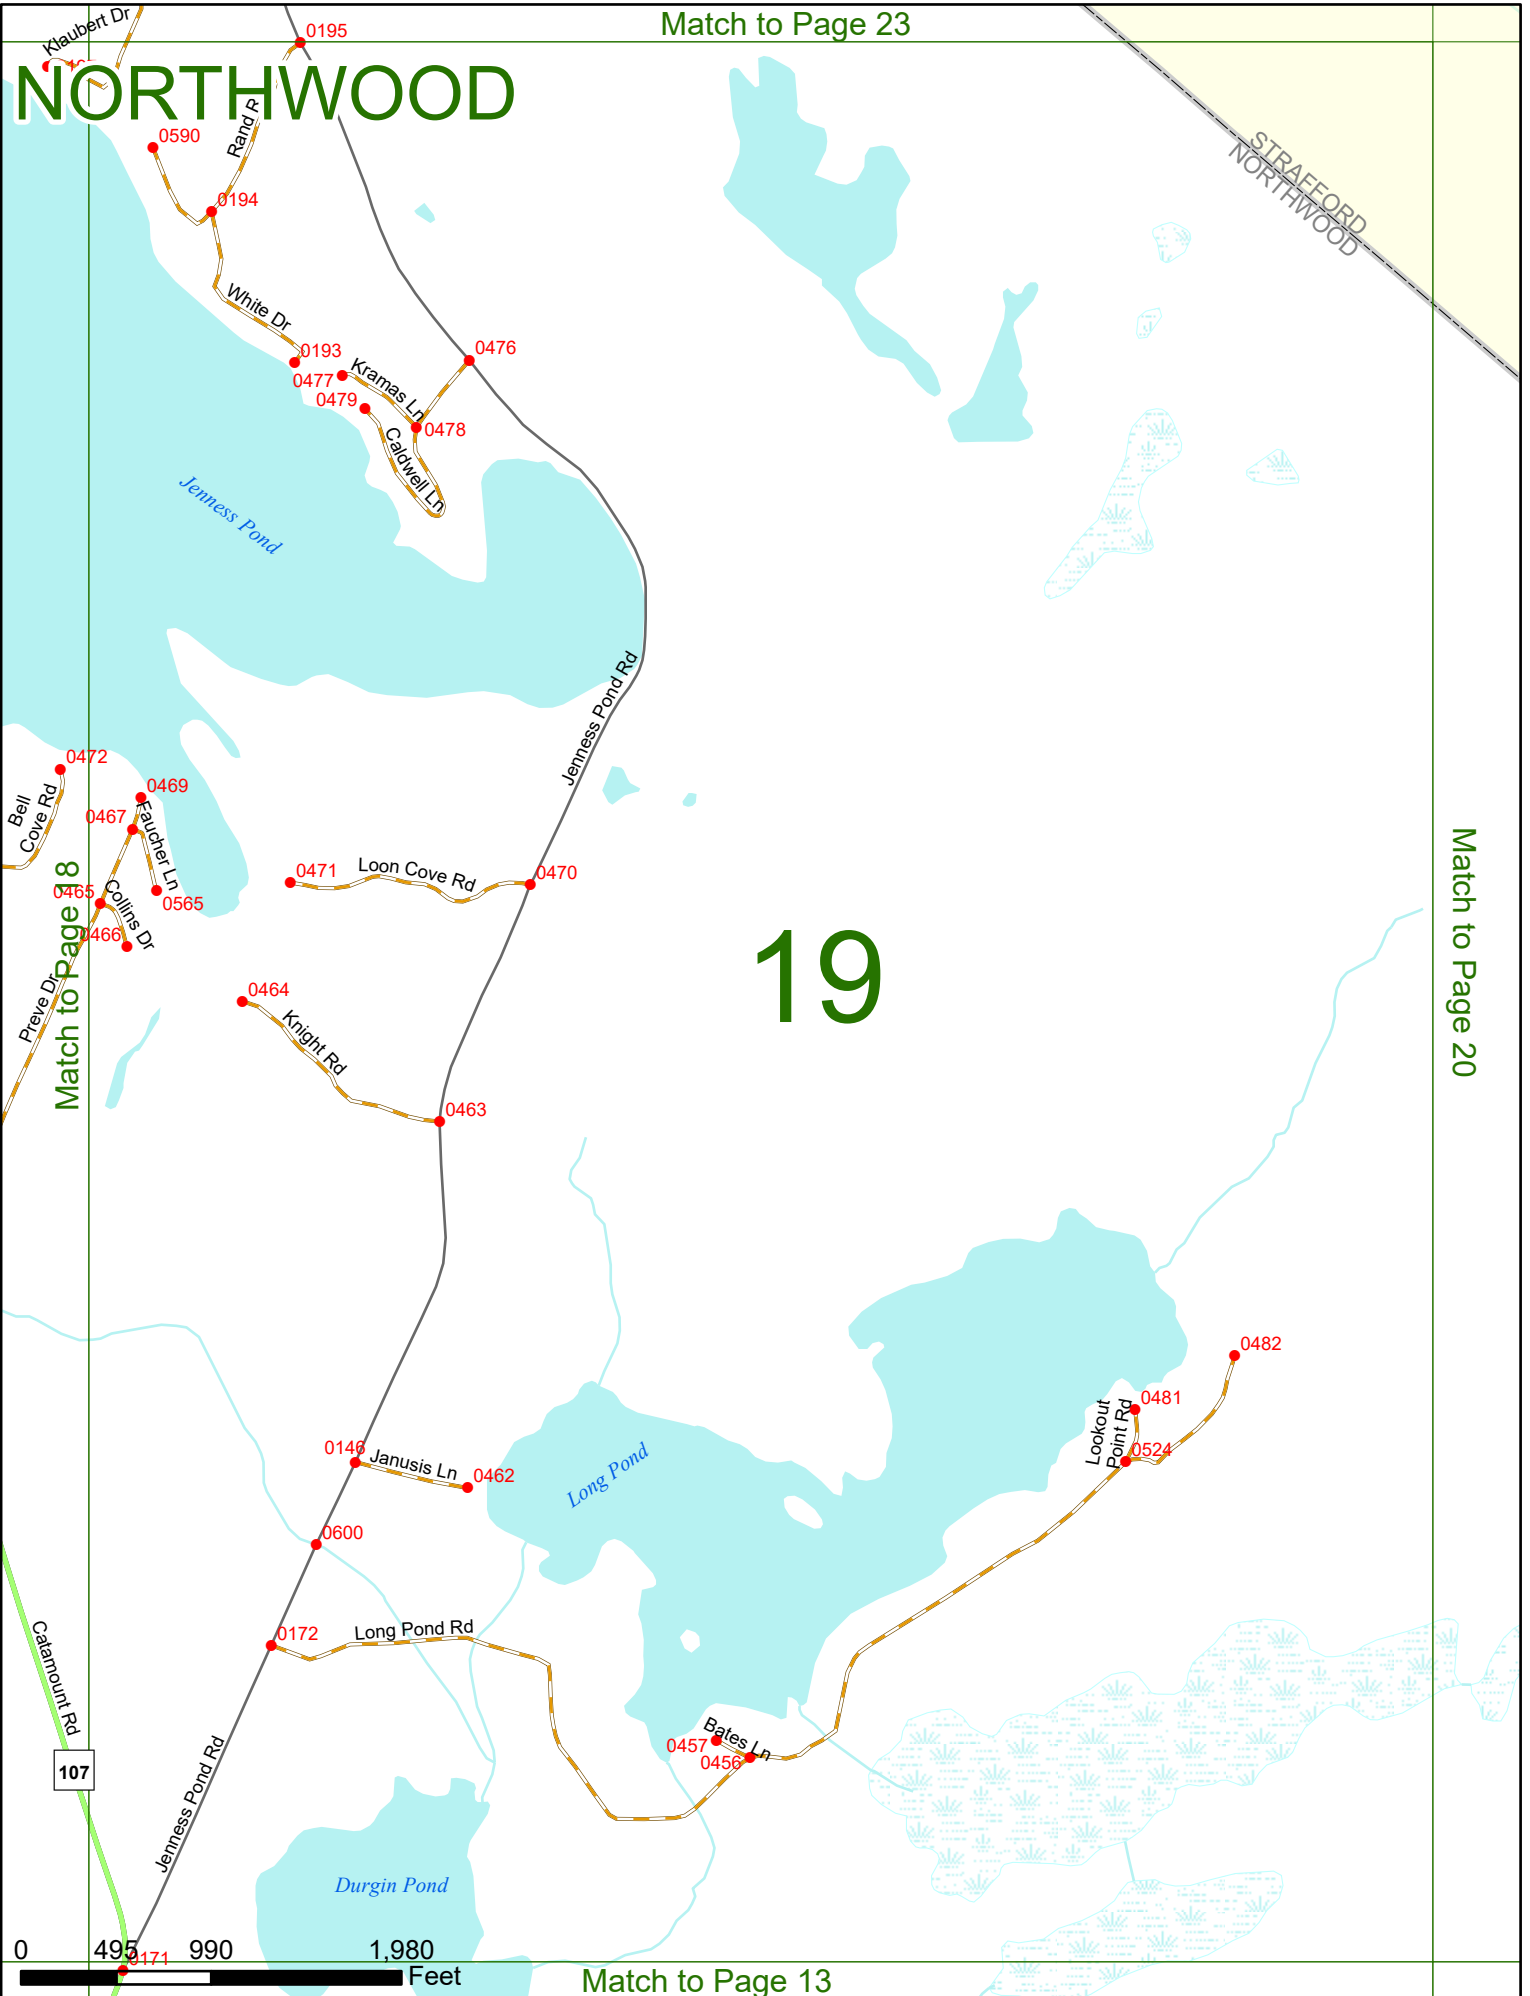 Match to Page 23
Klaubert Dr
0195
NORTHWOOD
Rand R
0590
0194
STRAFFORD
NORTHWOOD
White Dr
0193
0476
0477
Kramas Ln
0479
0478
Caldwell Ln
Jenness Pond
Jenness Pond Rd
0472
0469
Bell
Cove Rd
0467
Faucher Ln
Match to Page 18
0471
Loon Cove Rd
0470
0465
Collins Dr
0565
0466
19
Match to Page 20
Preve Dr
0464
Knight Rd
0463
0482
0481
Lookout
Point Rd
0524
0146
Janusis Ln
0462
Long Pond
0600
0172
Long Pond Rd
Catamount Rd
107
Jenness Pond Rd
Bates Ln
0457
0456
Durgin Pond
0 495 990 1,980
Feet
0171
Match to Page 13